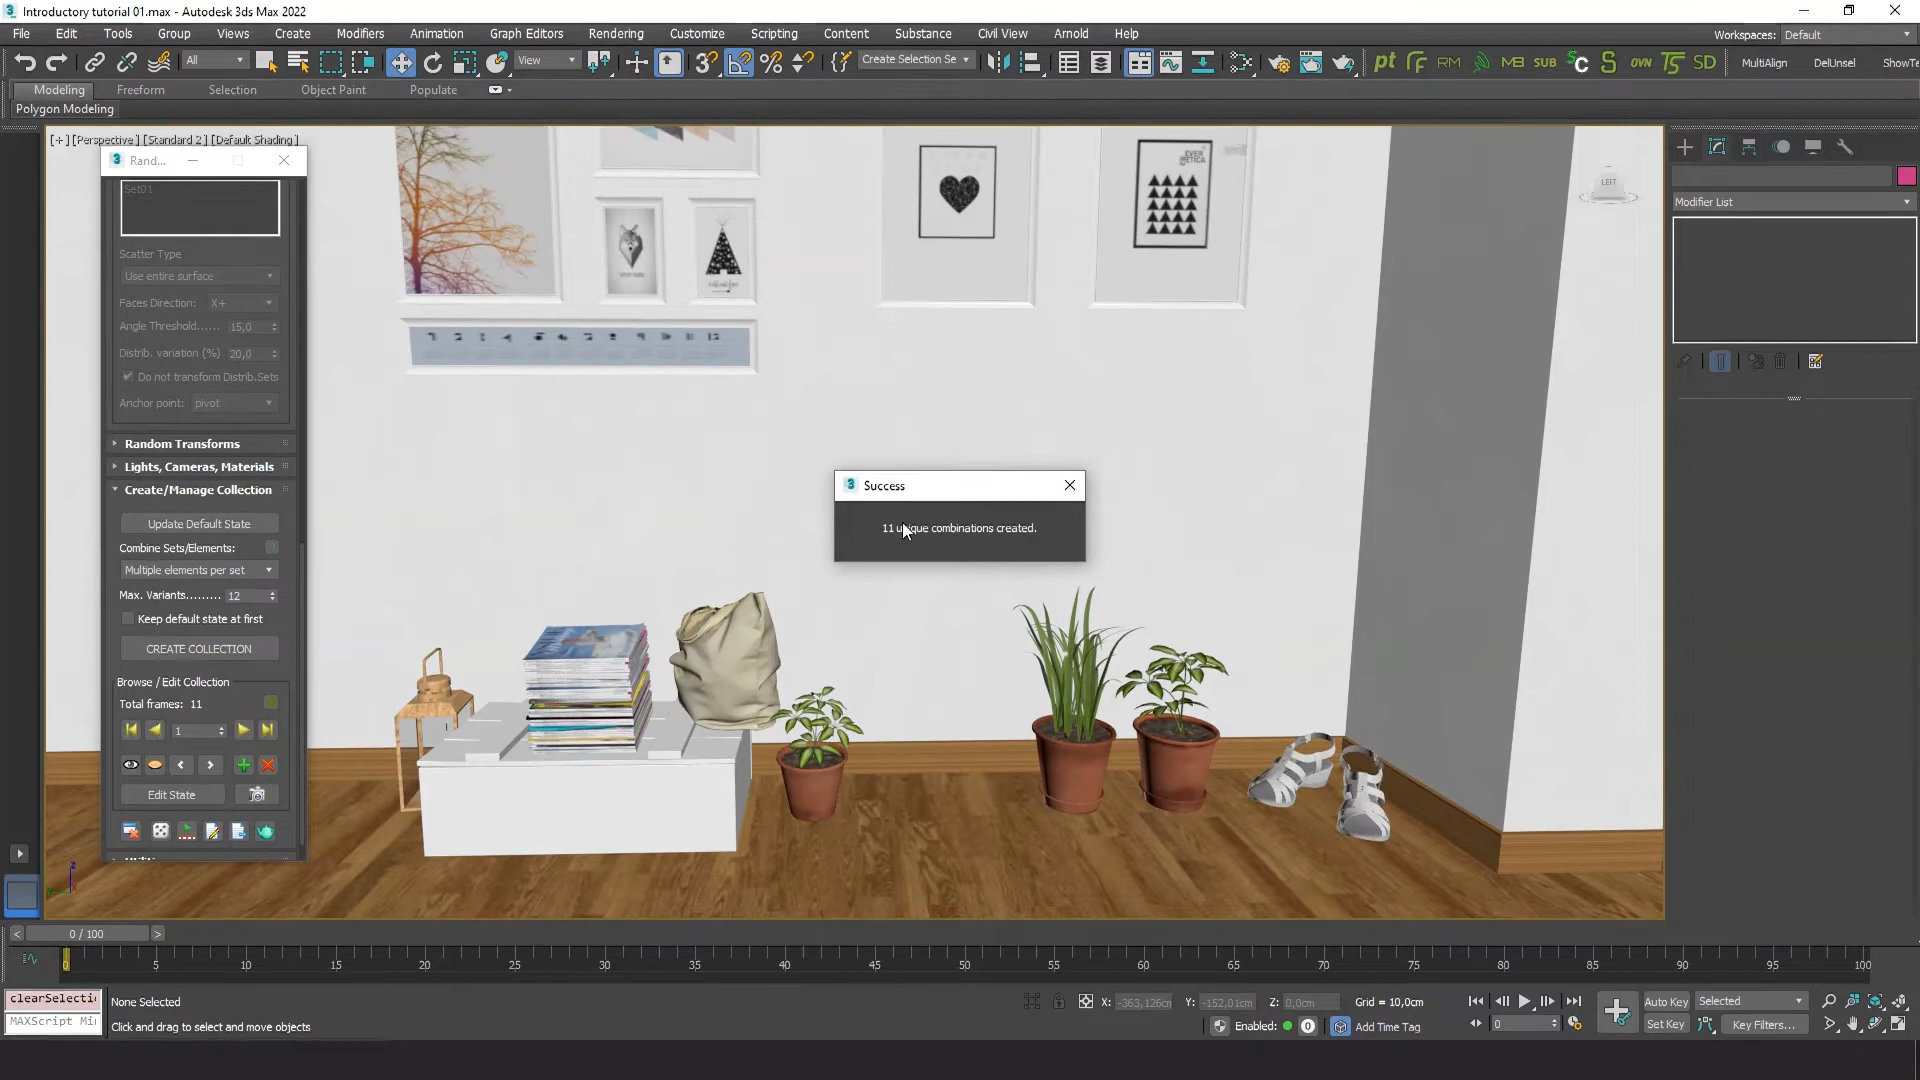 Introductory tutorial 01.max - Autodesk 3ds Max 2022
File Edit Tools Group Views Create Modifiers Animation Graph Editors Rendering Customize Scripting Content Substance Civil View Arnold Help
Workspaces: Default
All View Create Selection Se pt RM MB SUB OVN SD MultiAlign DelUnsel ShowTe
Modeling Freeform Selection Object Paint Populate
Polygon Modeling
[+] [Perspective] [Standard 2] [Default Shading]
Rand...
Set01
Scatter Type
Use entire surface
Faces Direction: X+
Angle Threshold...... 15,0
Distrib. variation (%) 20,0
Do not transform Distrib.Sets
Anchor point: pivot
Random Transforms
Lights, Cameras, Materials
Create/Manage Collection
Update Default State
Combine Sets/Elements:
Multiple elements per set
Max. Variants......... 12
Keep default state at first
CREATE COLLECTION
Browse / Edit Collection
Total frames: 11
1
Edit State
LEFT
Modifier List
Success
11 unique combinations created.
0 / 100
0 5 10 15 20 25 30 35 40 45 50 55 60 65 70 75 80 85 90 95 100
clearSelecti
MAXScript Mi
None Selected
Click and drag to select and move objects
X: -363,126cm Y: -152,01cm Z: 0,0cm Grid = 10,0cm
Enabled: 0 Add Time Tag
0
Auto Key Selected
Set Key Key Filters...